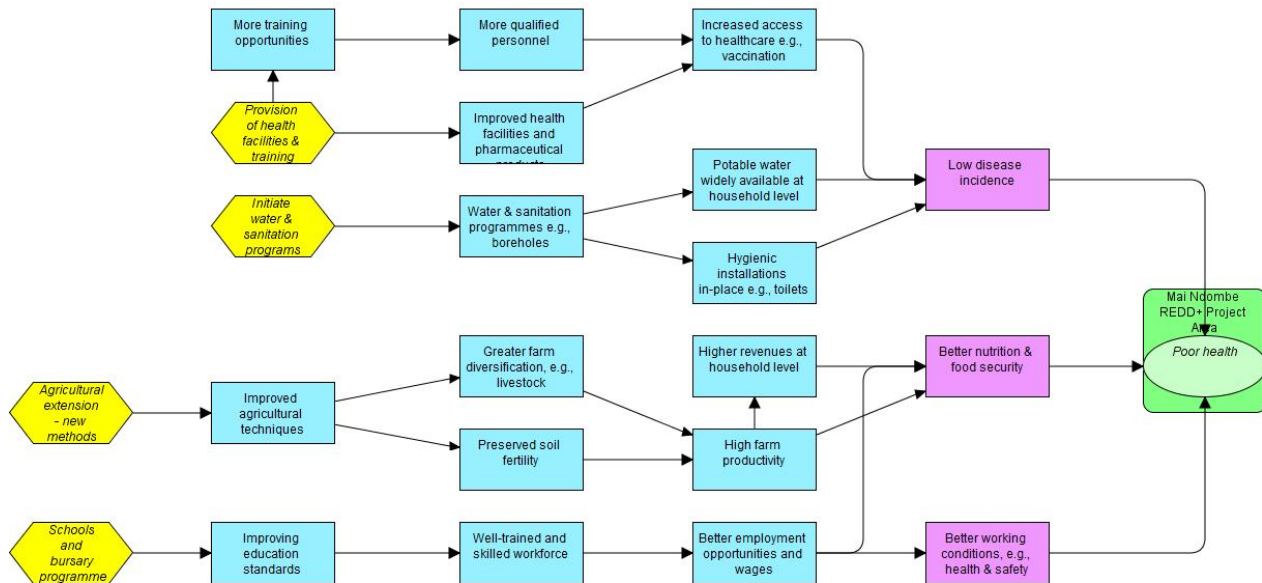 More training
opportunities
More qualified
personnel
Increased access
to healthcare e.g.,
vaccination
Provision
of health
facilities &
training
Improved health
facilities and
pharmaceutical
products
Potable water
widely available at
household level
Low disease
incidence
Initiate
water &
sanitation
programs
Water & sanitation
programmes e.g.,
boreholes
Hygienic
installations
in-place e.g., toilets
Mai Ndombe
REDD+ Project
Area
Poor health
Greater farm
diversification, e.g.,
livestock
Higher revenues at
household level
Better nutrition &
food security
Agricultural
extension
- new
methods
Improved
agricultural
techniques
Preserved soil
fertility
High farm
productivity
Schools
and
bursary
programme
Improving
education
standards
Well-trained and
skilled workforce
Better employment
opportunities and
wages
Better working
conditions, e.g.,
health & safety